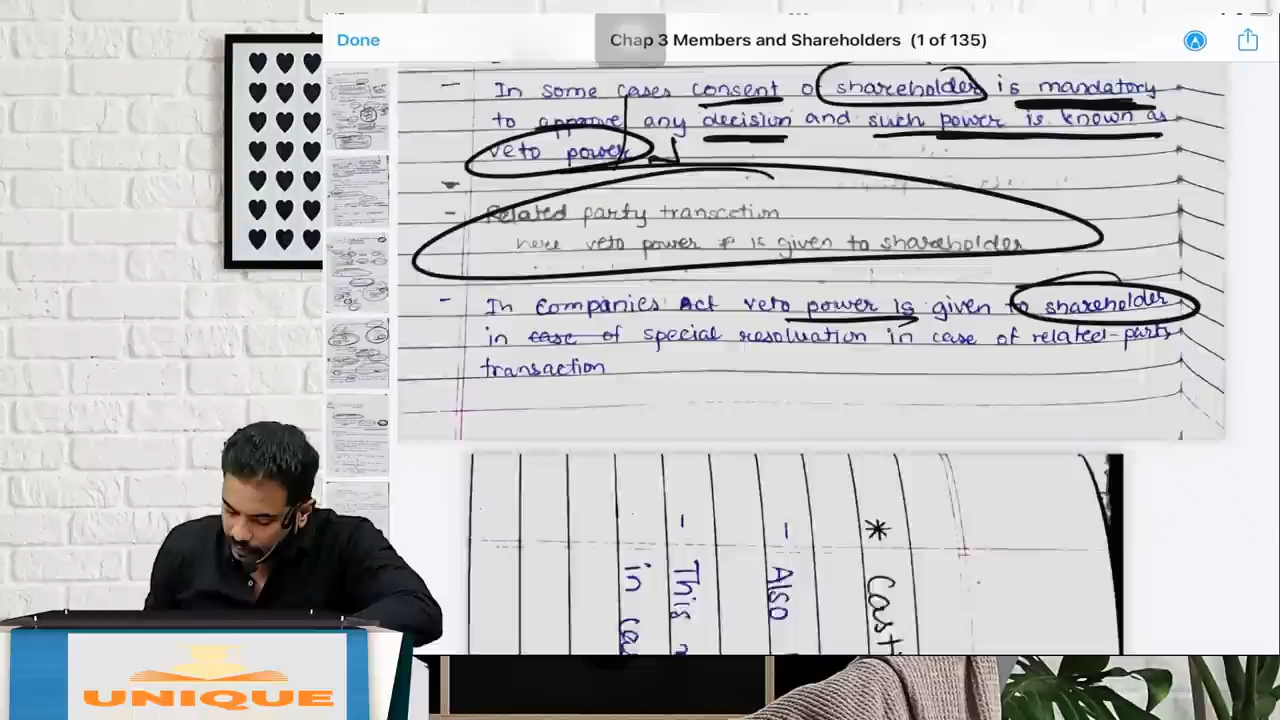 Done
Chap 3 Members and Shareholders (1 of 135)
- In some cases consent o shareholder is mandatory
to approve any decision and such power is known as
veto power
- Related party transction
here veto power is given to shareholder
- In companies Act veto power is given to shareholder
in case of special resoluation in case of related party
transaction
* Cast
- Also
- This
in ca
UNIQUE